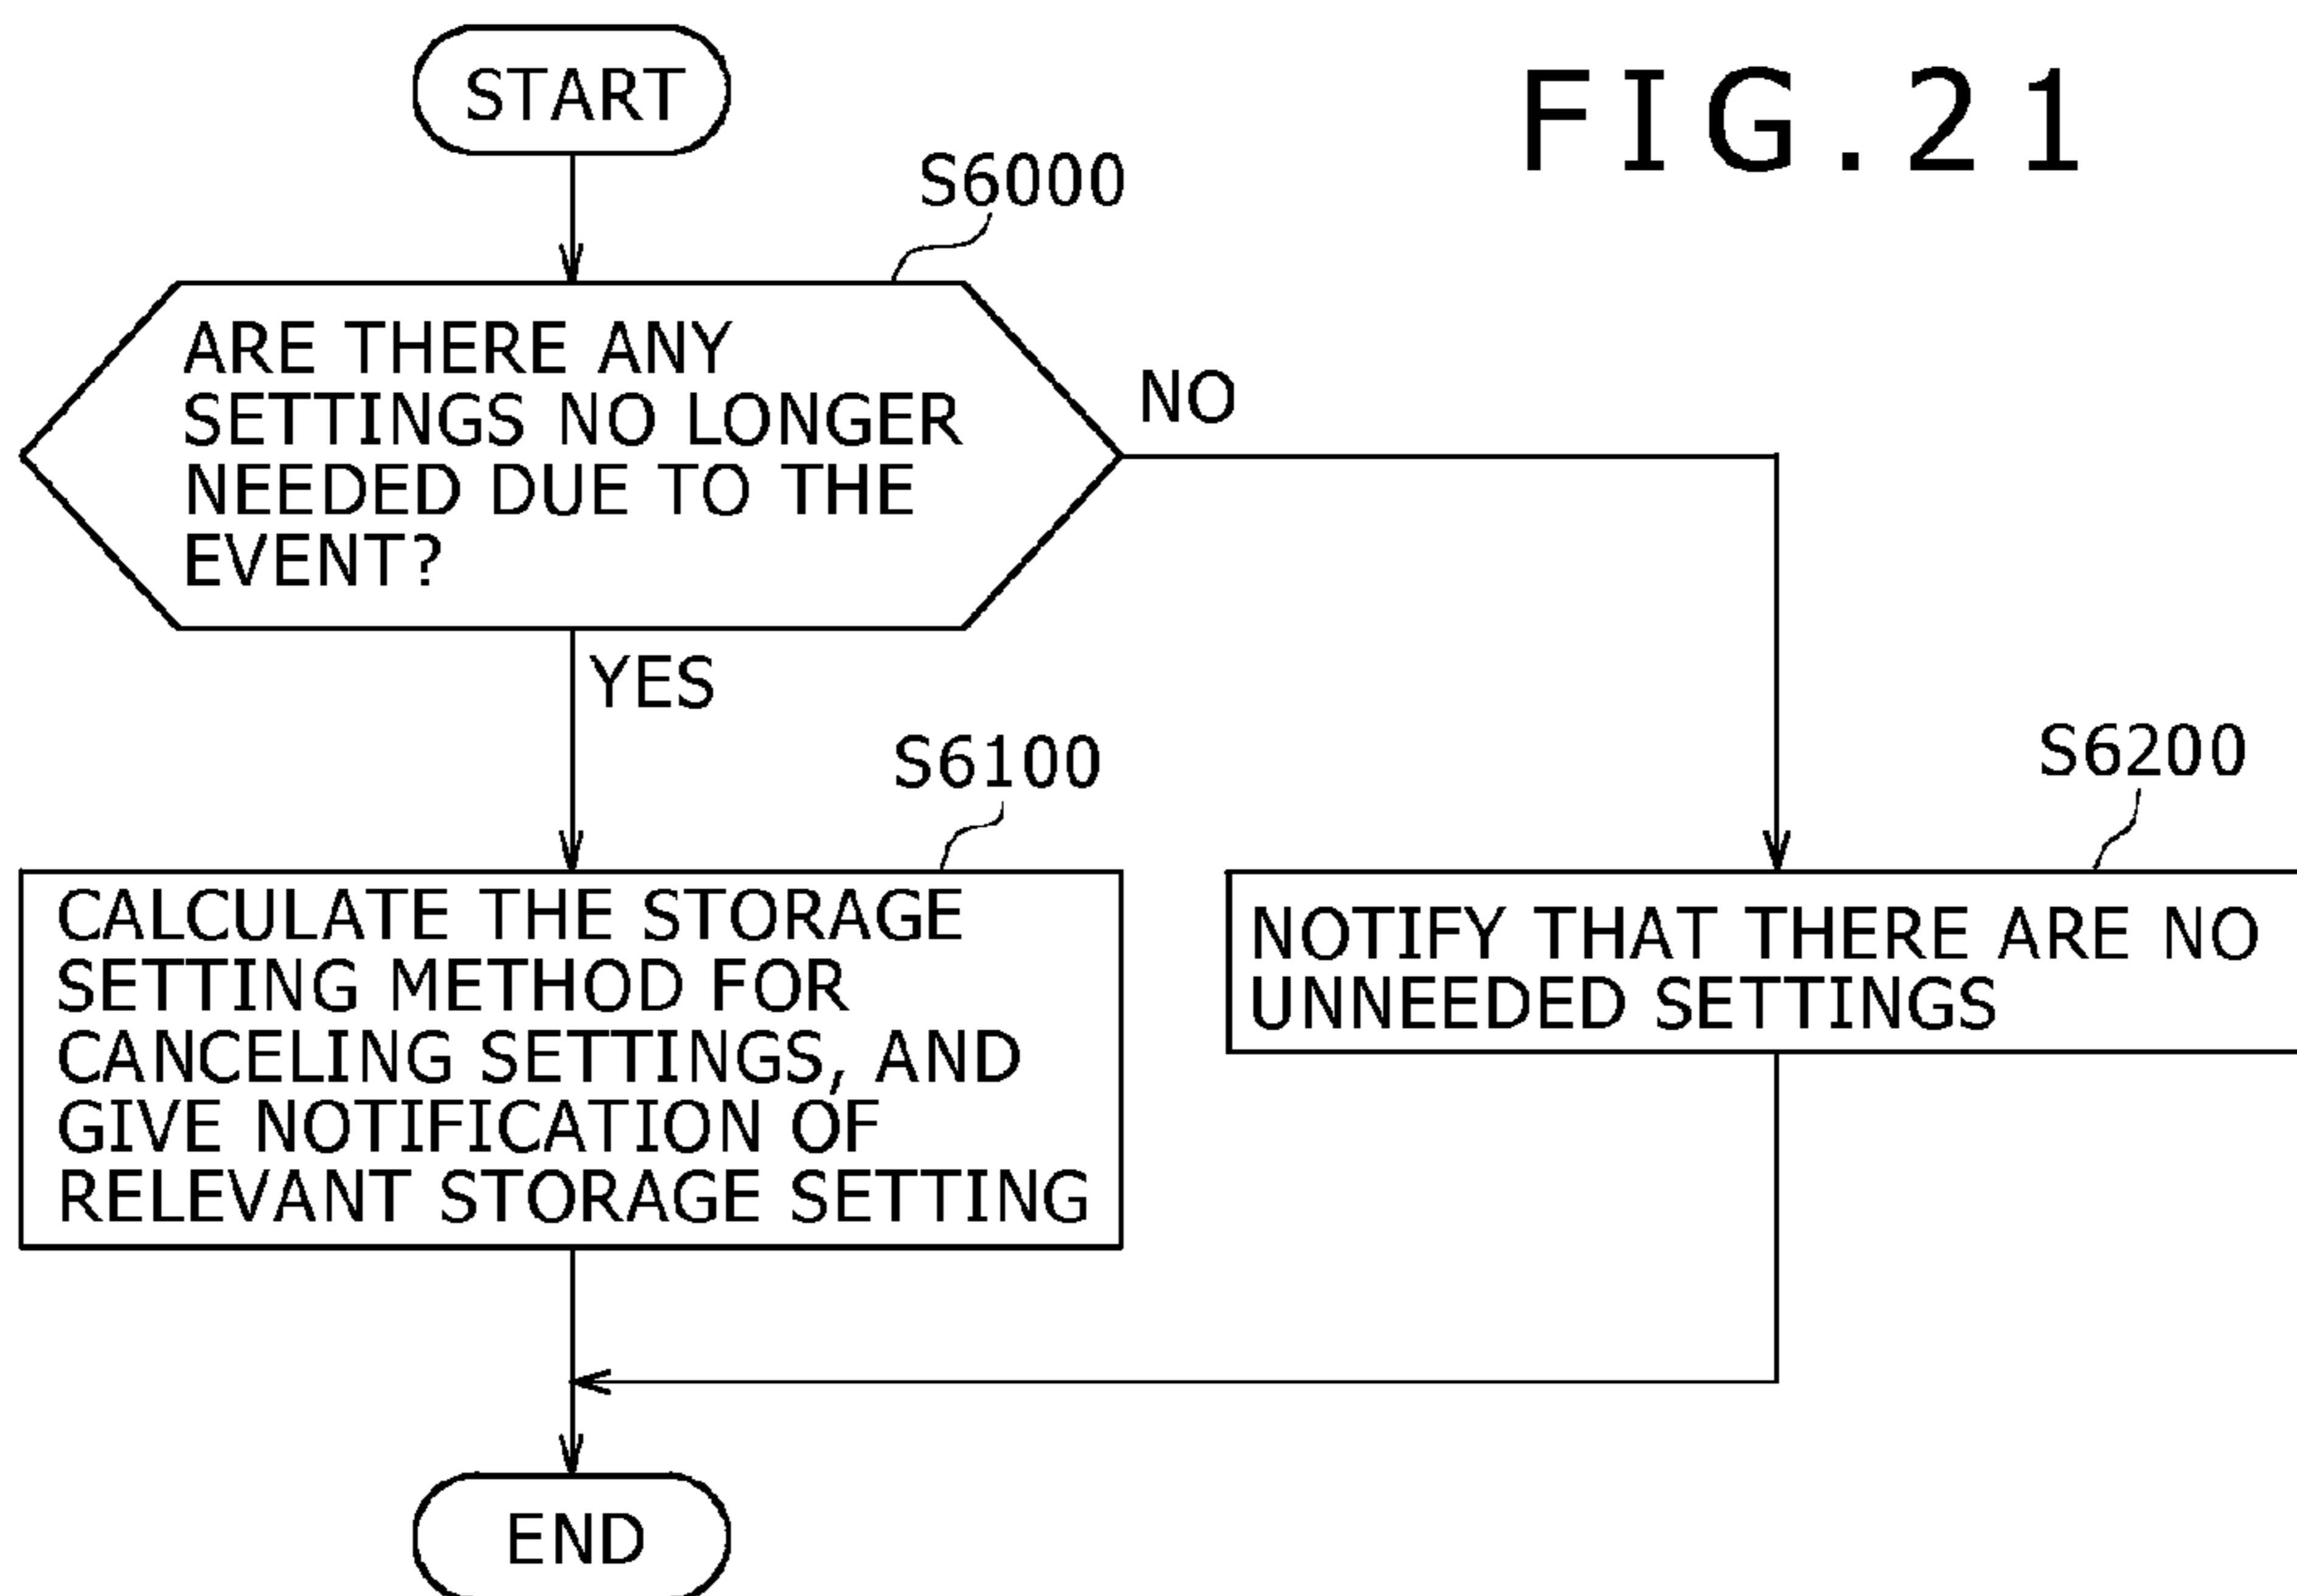 START
FIG.21
S6000
ARE THERE ANY
SETTINGS NO LONGER
NEEDED DUE TO THE
EVENT?
NO
YES
S6100
S6200
CALCULATE THE STORAGE
SETTING METHOD FOR
CANCELING SETTINGS, AND
GIVE NOTIFICATION OF
RELEVANT STORAGE SETTING
NOTIFY THAT THERE ARE NO
UNNEEDED SETTINGS
END